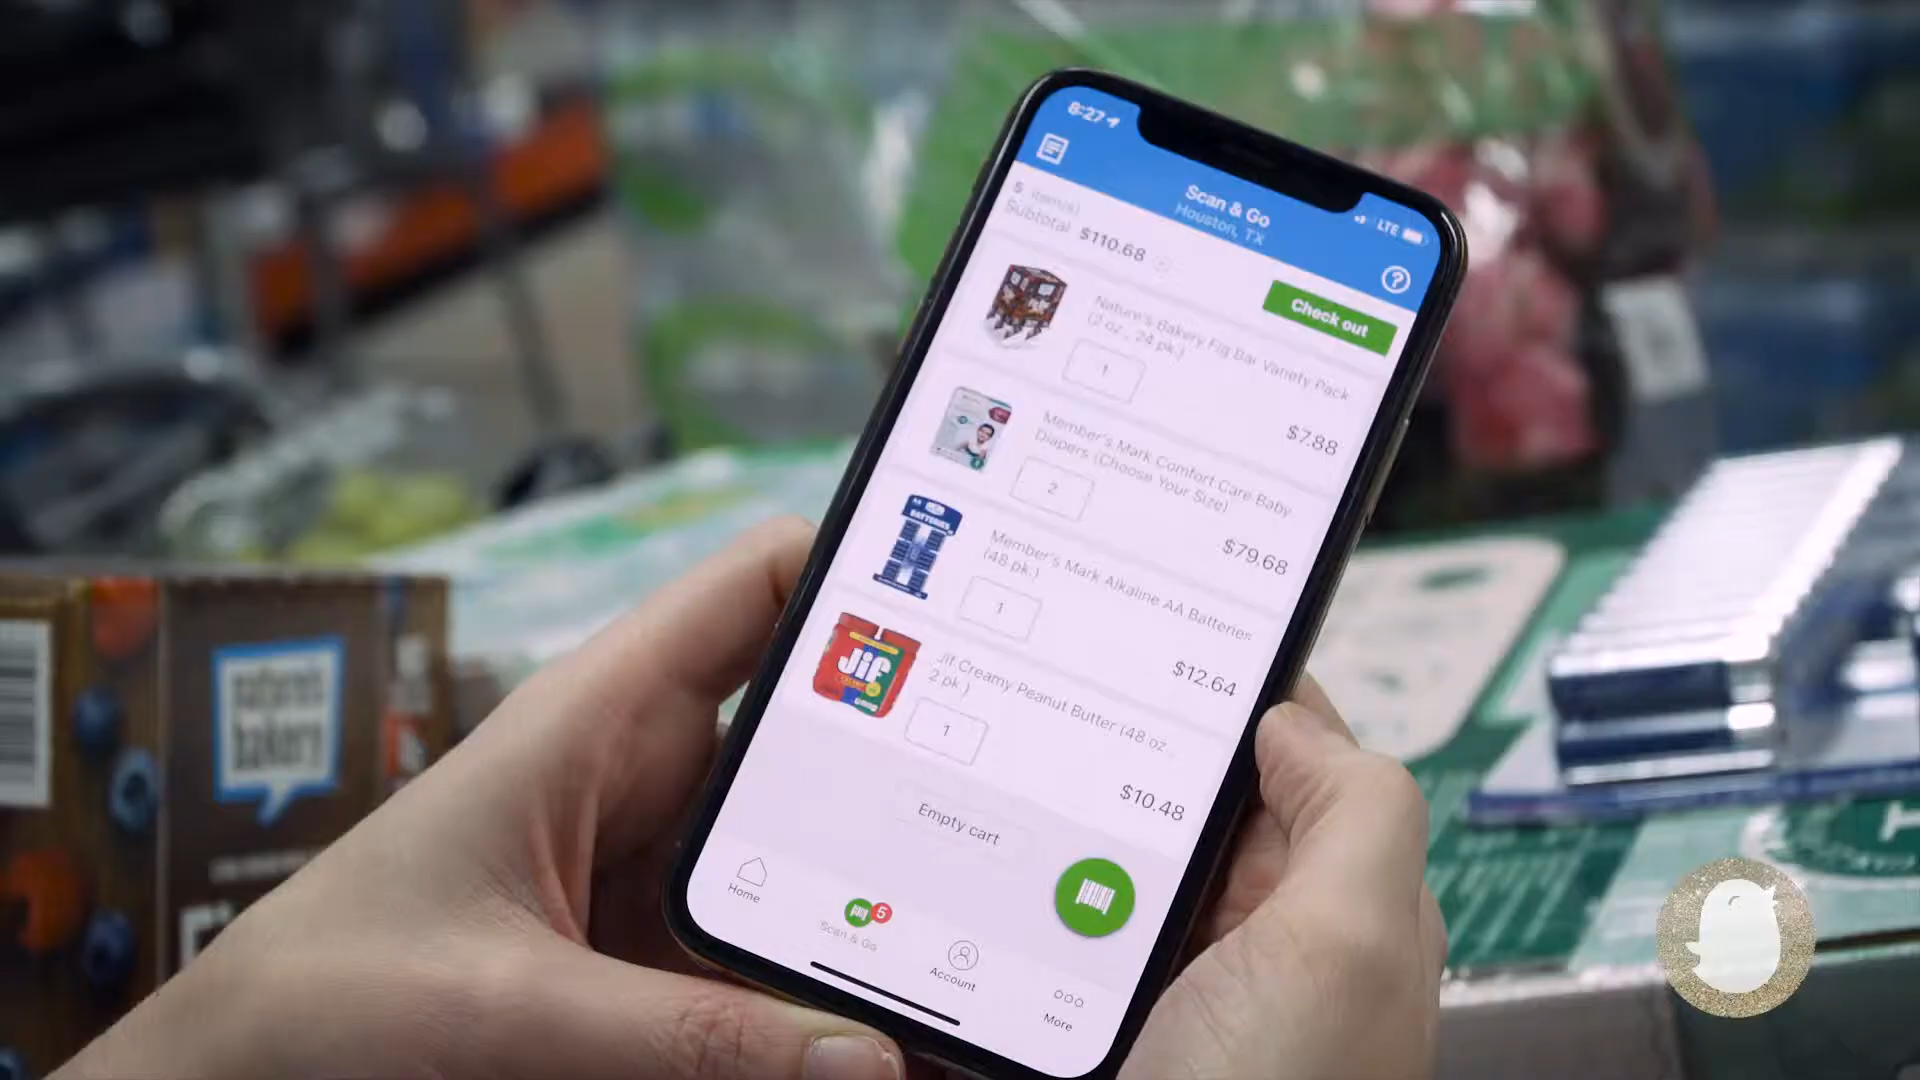 8:27
LTE
Scan & Go
Houston, TX
5 item(s)
Subtotal $110.68
Check out
Nature's Bakery Fig Bar Variety Pack
(2 oz., 24 pk.)
1
$7.88
Member's Mark Comfort Care Baby
Diapers (Choose Your Size)
2
$79.68
BATTERIES
Member's Mark Alkaline AA Batteries
(48 pk.)
1
$12.64
Jif
Jif Creamy Peanut Butter (48 oz
2 pk.)
1
$10.48
Empty cart
Home
5
Scan & Go
Account
More
nature's
bakery